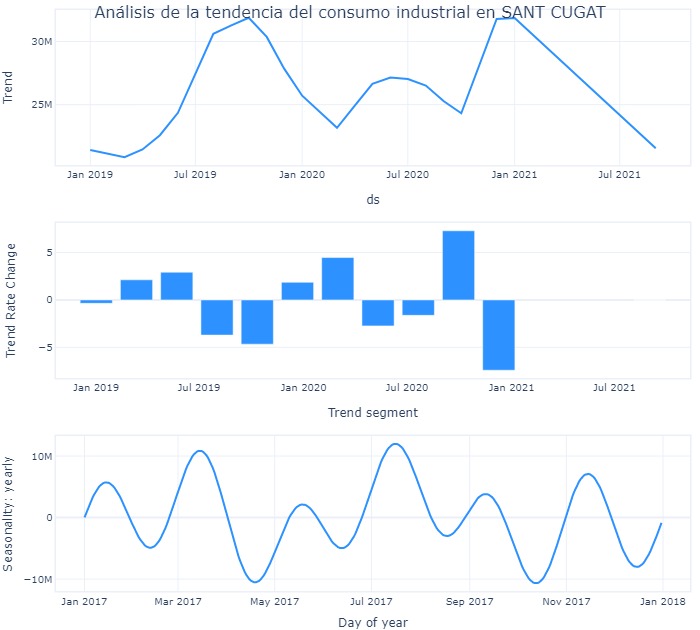 Análisis de la tendencia del consumo industrial en SANT CUGAT
30M
25M
Trend
Jan 2019 Jul 2019 Jan 2020 Jul 2020 Jan 2021 Jul 2021
ds
5
0
−5
Trend Rate Change
Jan 2019 Jul 2019 Jan 2020 Jul 2020 Jan 2021 Jul 2021
Trend segment
10M
0
−10M
Seasonality: yearly
Jan 2017 Mar 2017 May 2017 Jul 2017 Sep 2017 Nov 2017 Jan 2018
Day of year